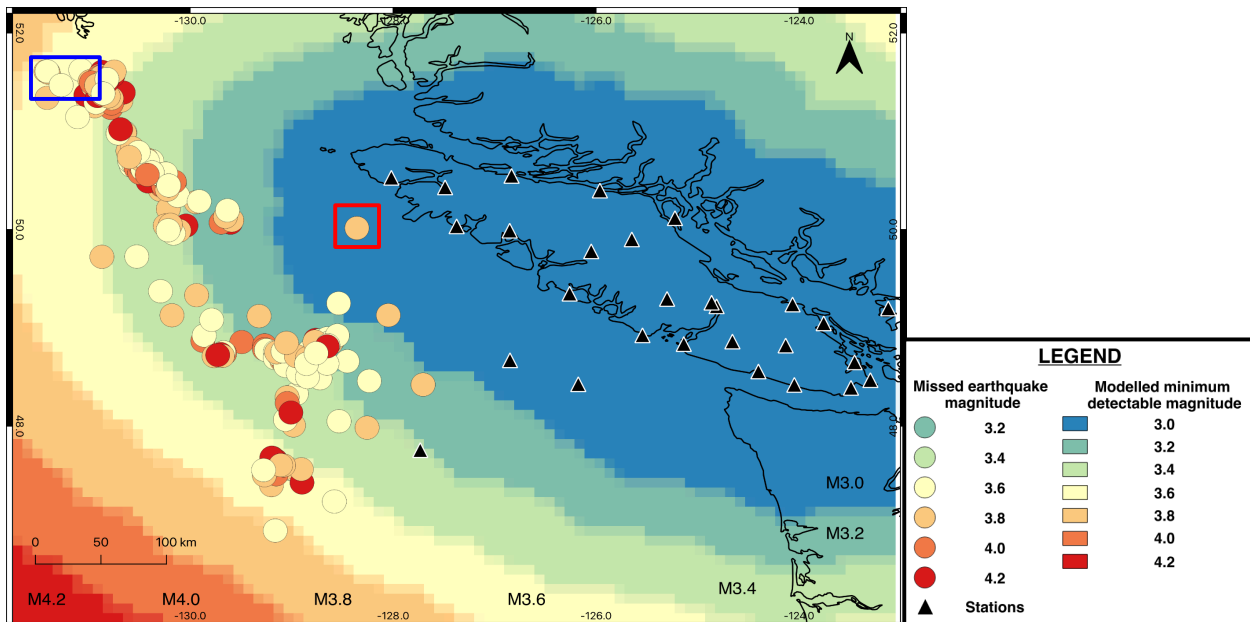 -130.0 -128.0 -126.0 -124.0
52.0 52.0
N
50.0 50.0
48.0 48.0
M3.0
M3.2
0 50 100 km
M3.4
M4.2 M4.0 M3.8 M3.6
-130.0 -128.0 -126.0 -124.0
LEGEND
Missed earthquake Modelled minimum
magnitude detectable magnitude
3.2 3.0
3.4 3.2
3.6 3.4
3.8 3.6
4.0 3.8
4.2 4.0
Stations 4.2